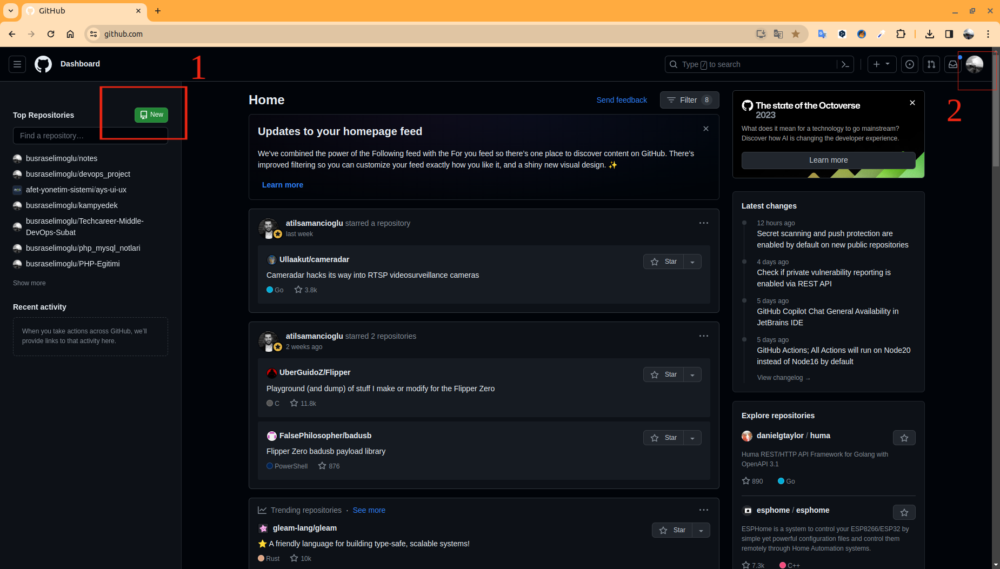 GitHub
github.com
Dashboard
1
Type / to search
2
Top Repositories
New
Find a repository…
busraselimoglu/notes
busraselimoglu/devops_project
afet-yonetim-sistemi/ays-ui-ux
busraselimoglu/kampyedek
busraselimoglu/Techcareer-Middle-
DevOps-Subat
busraselimoglu/php_mysql_notlari
busraselimoglu/PHP-Egitimi
Show more
Recent activity
When you take actions across GitHub, we’ll
provide links to that activity here.
Home
Send feedback
Filter 8
Updates to your homepage feed
We've combined the power of the Following feed with the For you feed so there’s one place to discover content on GitHub. There’s
improved filtering so you can customize your feed exactly how you like it, and a shiny new visual design. ✨
Learn more
atilsamancioglu starred a repository
last week
Ullaakut/cameradar
Star
Cameradar hacks its way into RTSP videosurveillance cameras
Go 3.8k
atilsamancioglu starred 2 repositories
2 weeks ago
UberGuidoZ/Flipper
Star
Playground (and dump) of stuff I make or modify for the Flipper Zero
C 11.8k
FalsePhilosopher/badusb
Star
Flipper Zero badusb payload library
PowerShell 876
Trending repositories · See more
gleam-lang/gleam
Star
⭐ A friendly language for building type-safe, scalable systems!
Rust 10k
The state of the Octoverse
2023
What does it mean for a technology to go mainstream?
Discover how AI is changing the developer experience.
Learn more
Latest changes
12 hours ago
Secret scanning and push protection are
enabled by default on new public repositories
4 days ago
Check if private vulnerability reporting is
enabled via REST API
5 days ago
GitHub Copilot Chat General Availability in
JetBrains IDE
5 days ago
GitHub Actions; All Actions will run on Node20
instead of Node16 by default
View changelog →
Explore repositories
danielgtaylor / huma
Huma REST/HTTP API Framework for Golang with
OpenAPI 3.1
890 Go
esphome / esphome
ESPHome is a system to control your ESP8266/ESP32 by
simple yet powerful configuration files and control them
remotely through Home Automation systems.
7.3k C++